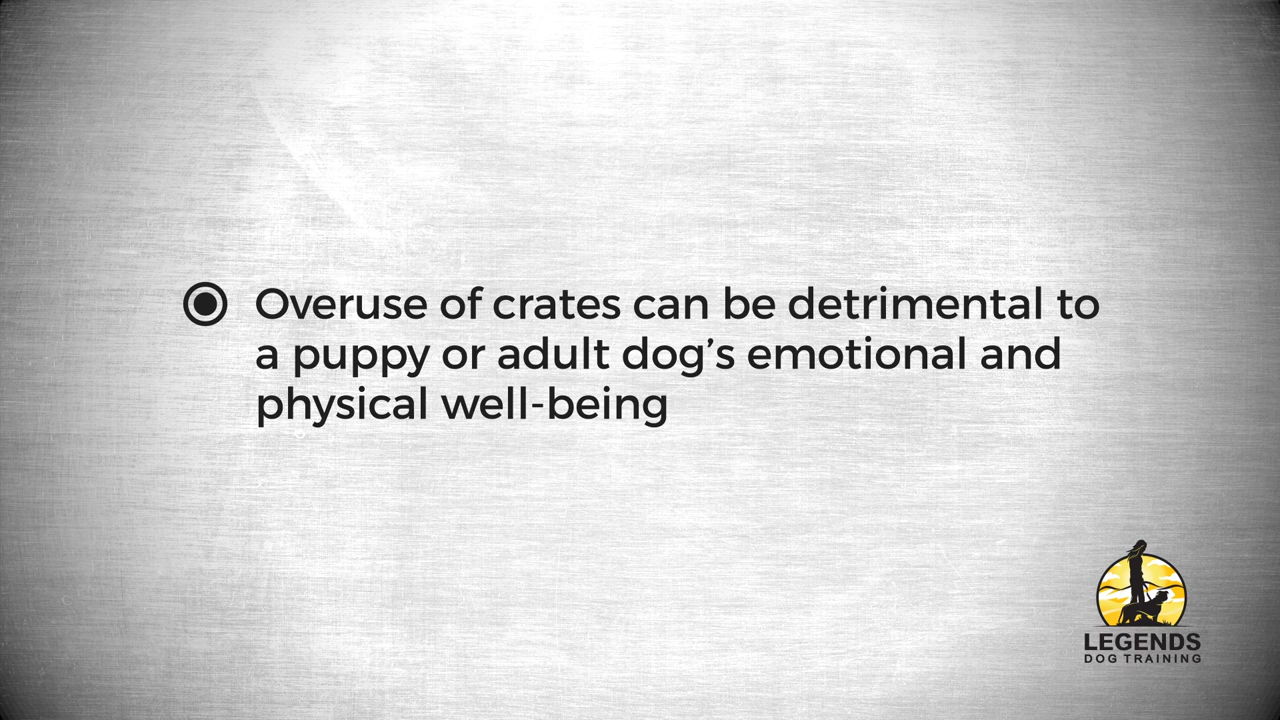 Overuse of crates can be detrimental to
a puppy or adult dog’s emotional and
physical well-being
LEGENDS
DOG TRAINING